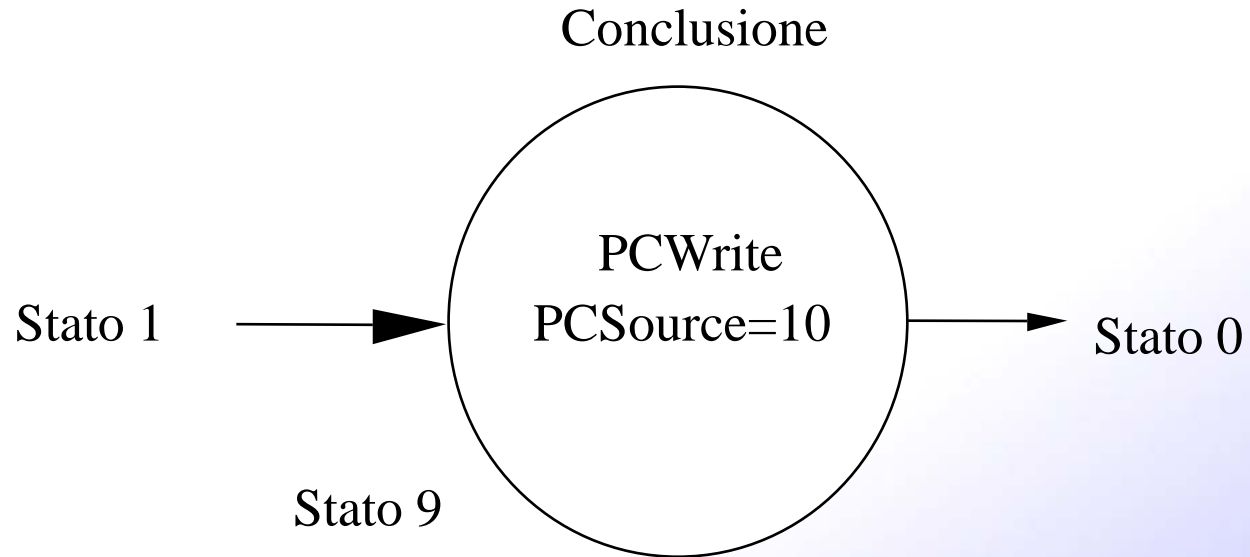 Conclusione
PCWrite
PCSource=10
Stato 1
Stato 0
Stato 9